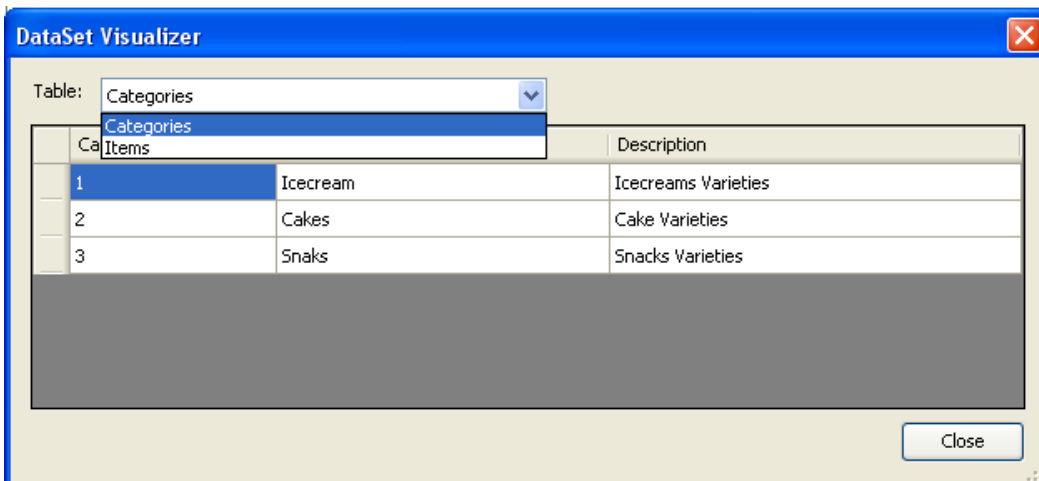 DataSet Visualizer
Table: Categories
Categories
Items
Description
1 Icecream Icecreams Varieties
2 Cakes Cake Varieties
3 Snaks Snacks Varieties
Close